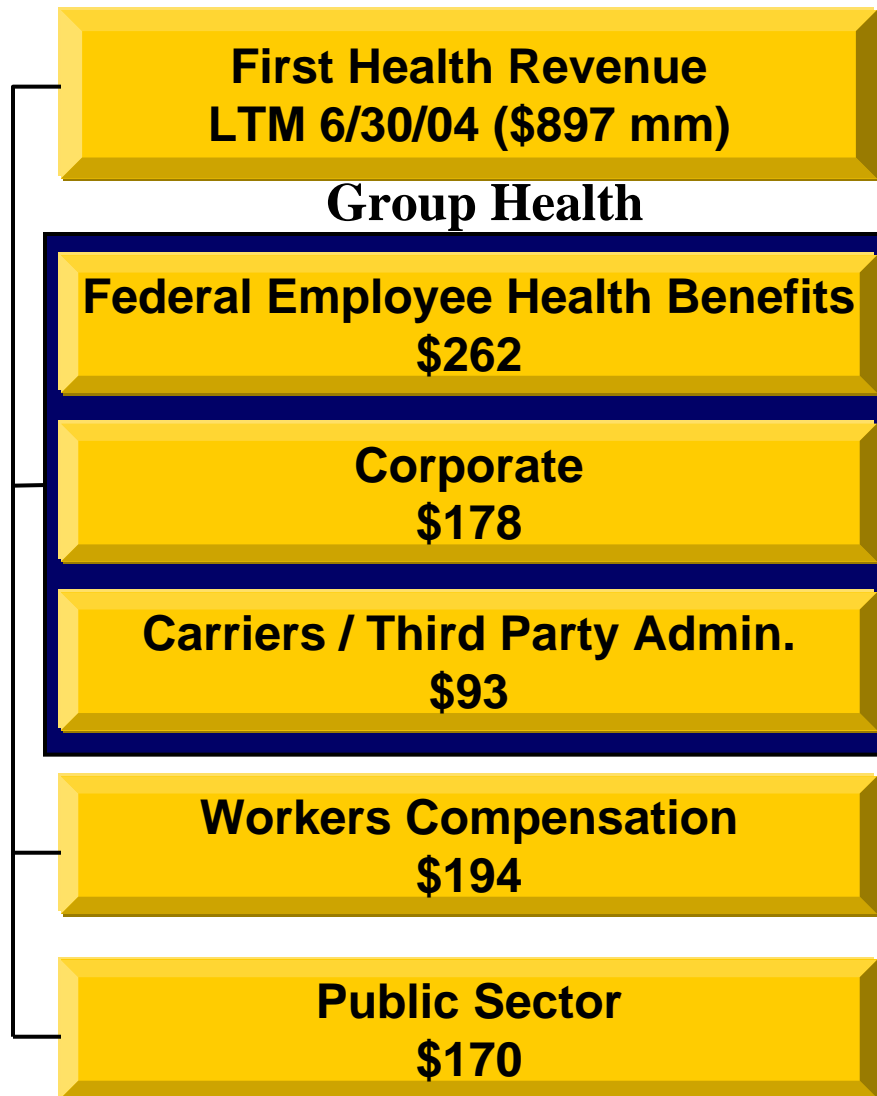 First Health Revenue
LTM 6/30/04 ($897 mm)
Group Health
Federal Employee Health Benefits
$262
Corporate
$178
Carriers / Third Party Admin.
$93
Workers Compensation
$194
Public Sector
$170